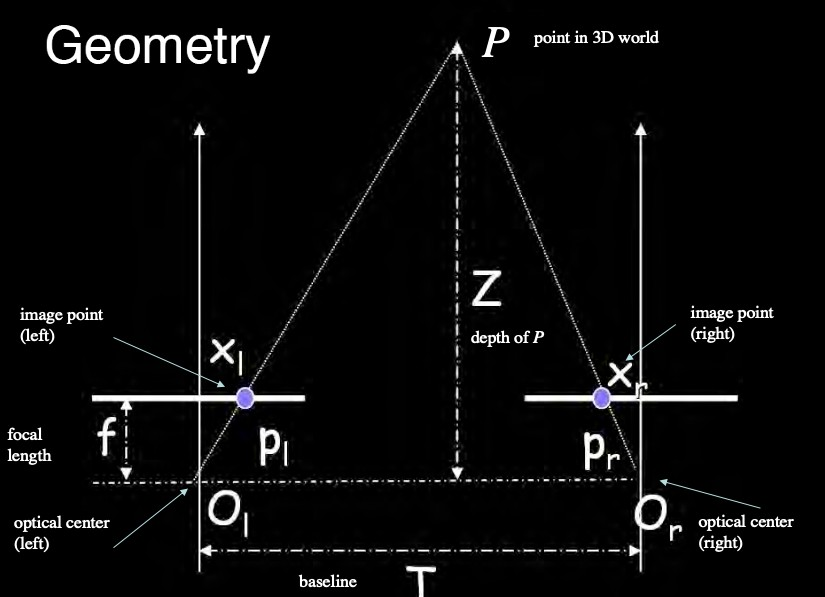 Geometry
P
point in 3D world
Z
depth of P
image point
(left)
x_l
image point
(right)
x_r
focal
length
f
p_l
p_r
O_l
O_r
optical center
(left)
optical center
(right)
baseline
T